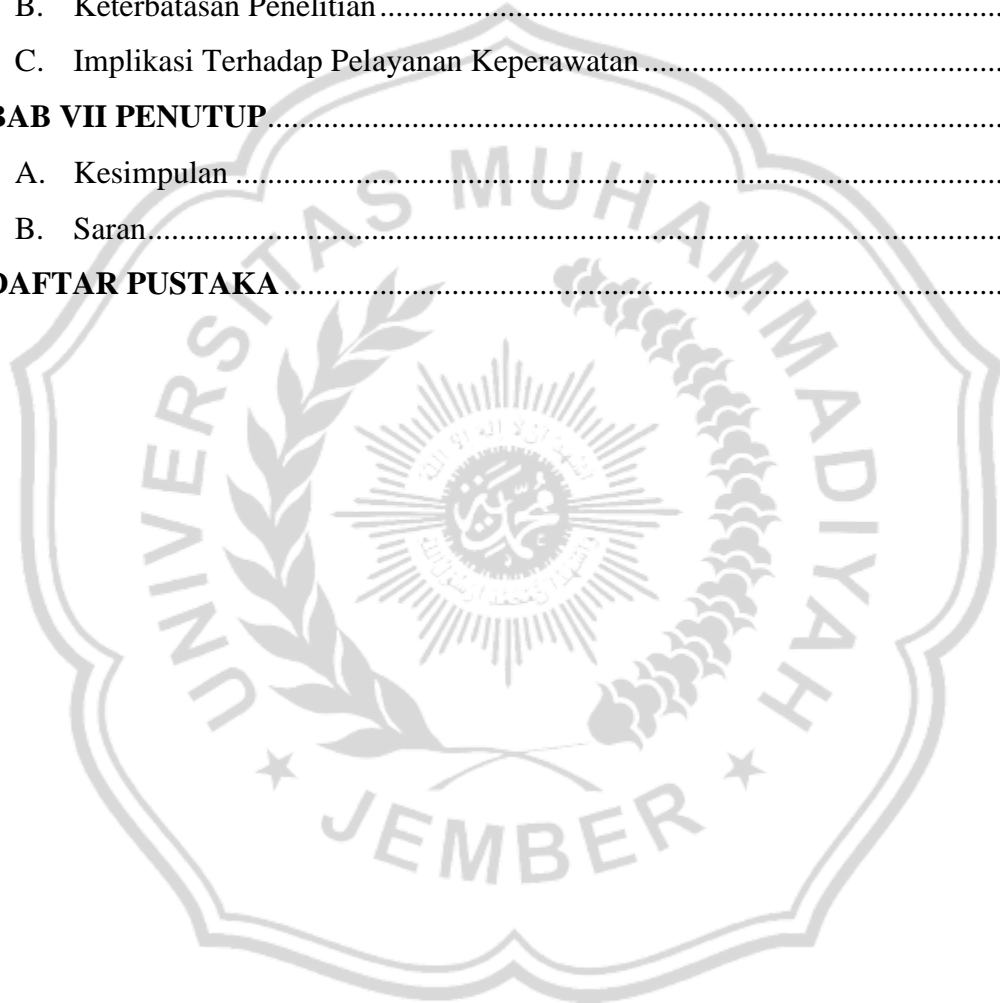 B. Keterbatasan Penelitian
C. Implikasi Terhadap Pelayanan Keperawatan
BAB VII PENUTUP
A. Kesimpulan
B. Saran
DAFTAR PUSTAKA
UNIVERSITAS MUHAMMADIYAH
JEMBER